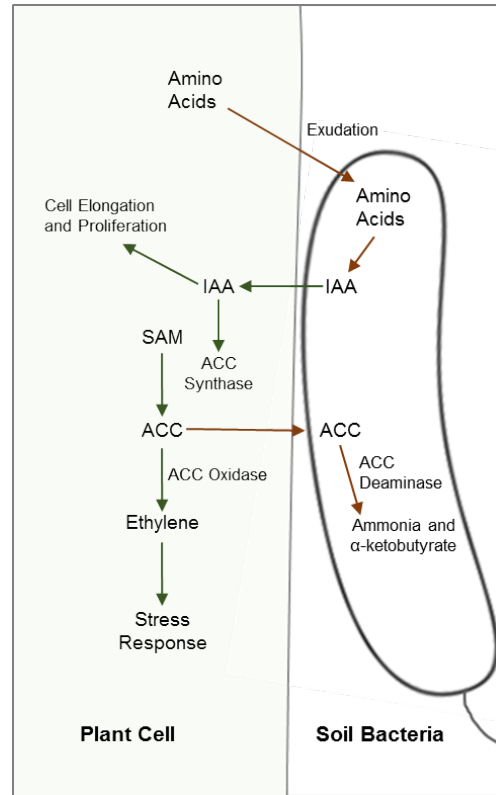 Amino
Acids
Exudation
Amino
Acids
Cell Elongation
and Proliferation
IAA
IAA
SAM
ACC
Synthase
ACC
ACC
ACC Oxidase
ACC
Deaminase
Ethylene
Ammonia and
α-ketobutyrate
Stress
Response
Plant Cell
Soil Bacteria